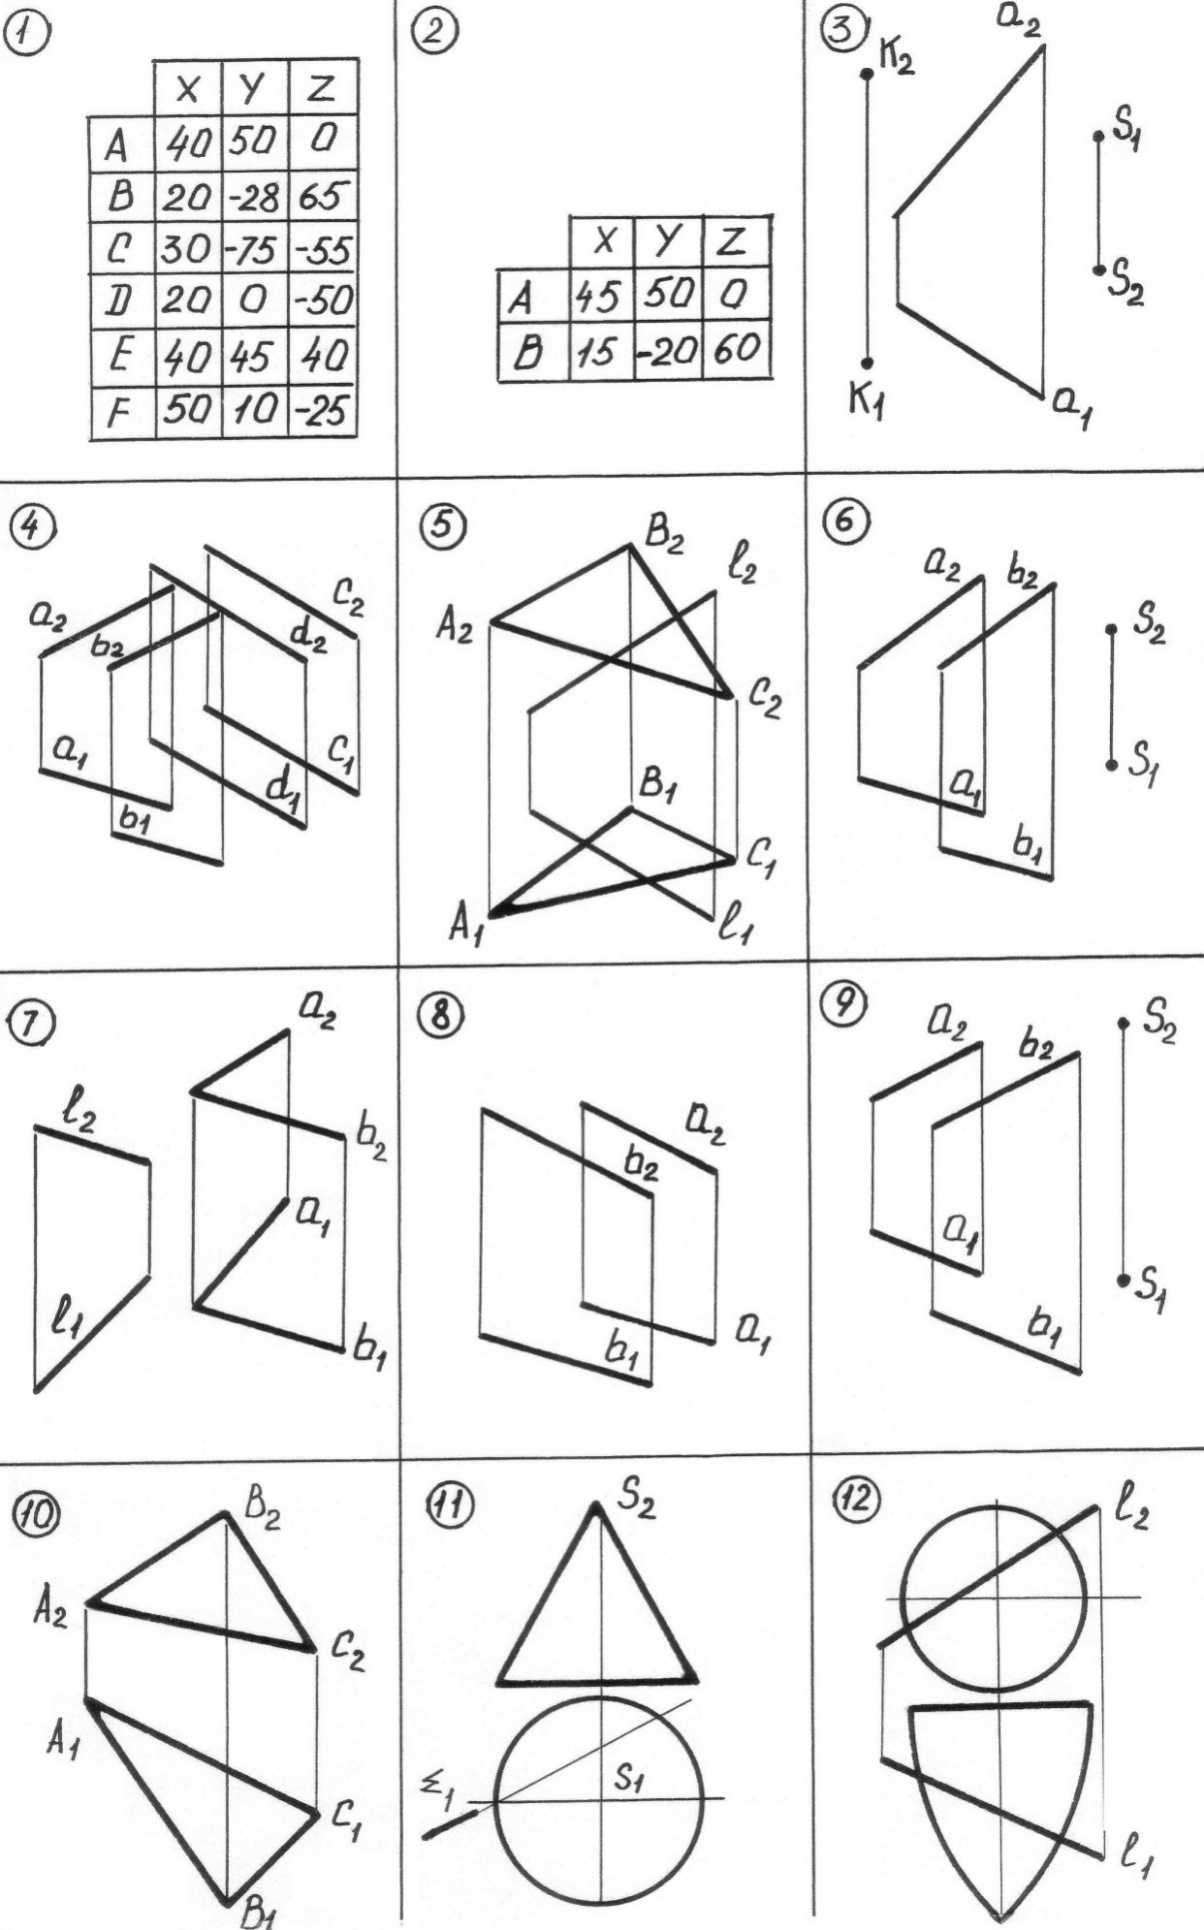 1
X Y Z
A 40 50 0
B 20 -28 65
C 30 -75 -55
D 20 0 -50
E 40 45 40
F 50 10 -25
2
X Y Z
A 45 50 0
B 15 -20 60
3
a2
K2
S1
S2
K1
a1
4
c2
a2
d2
b2
a1
c1
d1
b1
5
B2
l2
A2
C2
B1
C1
A1
l1
6
a2 b2
S2
S1
a1
b1
7
a2
l2
b2
a1
l1
b1
8
a2
b2
a1
b1
9
S2
a2
b2
a1
S1
b1
10
B2
A2
C2
A1
C1
B1
11
S2
S1
Σ1
12
l2
l1